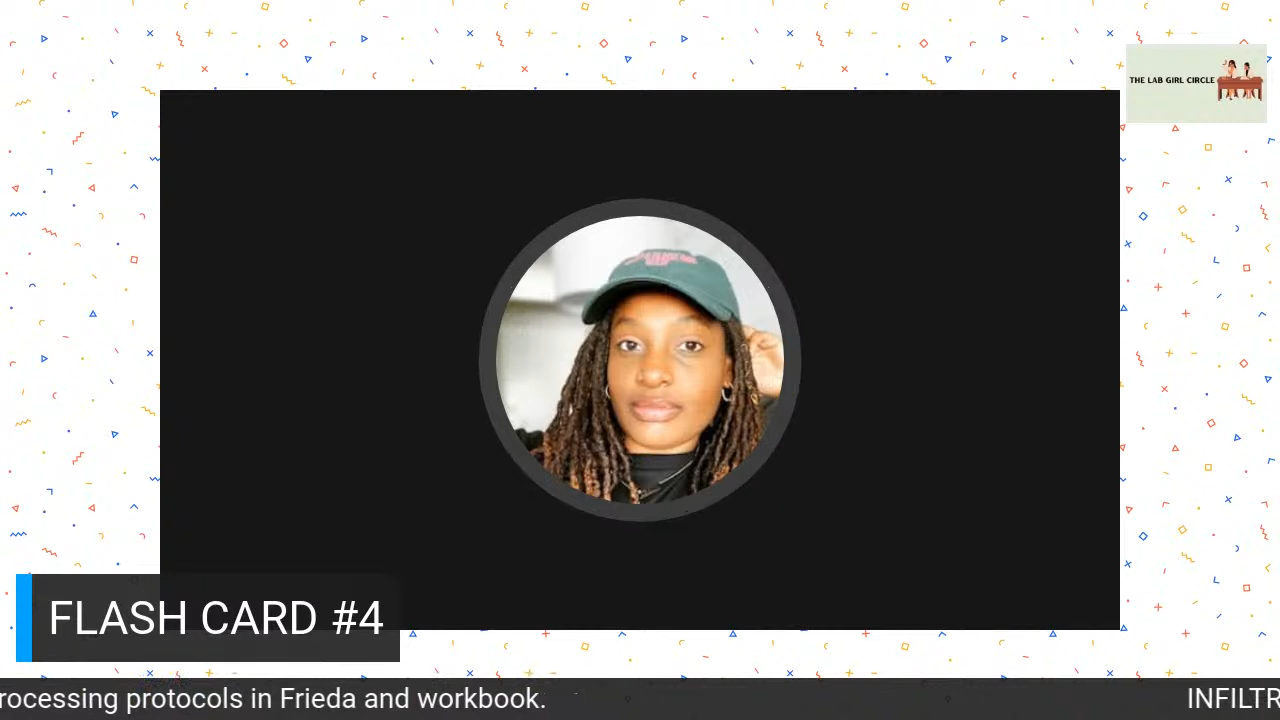 THE LAB GIRL CIRCLE
FLASH CARD #4
rocessing protocols in Frieda and workbook.
INFILTR